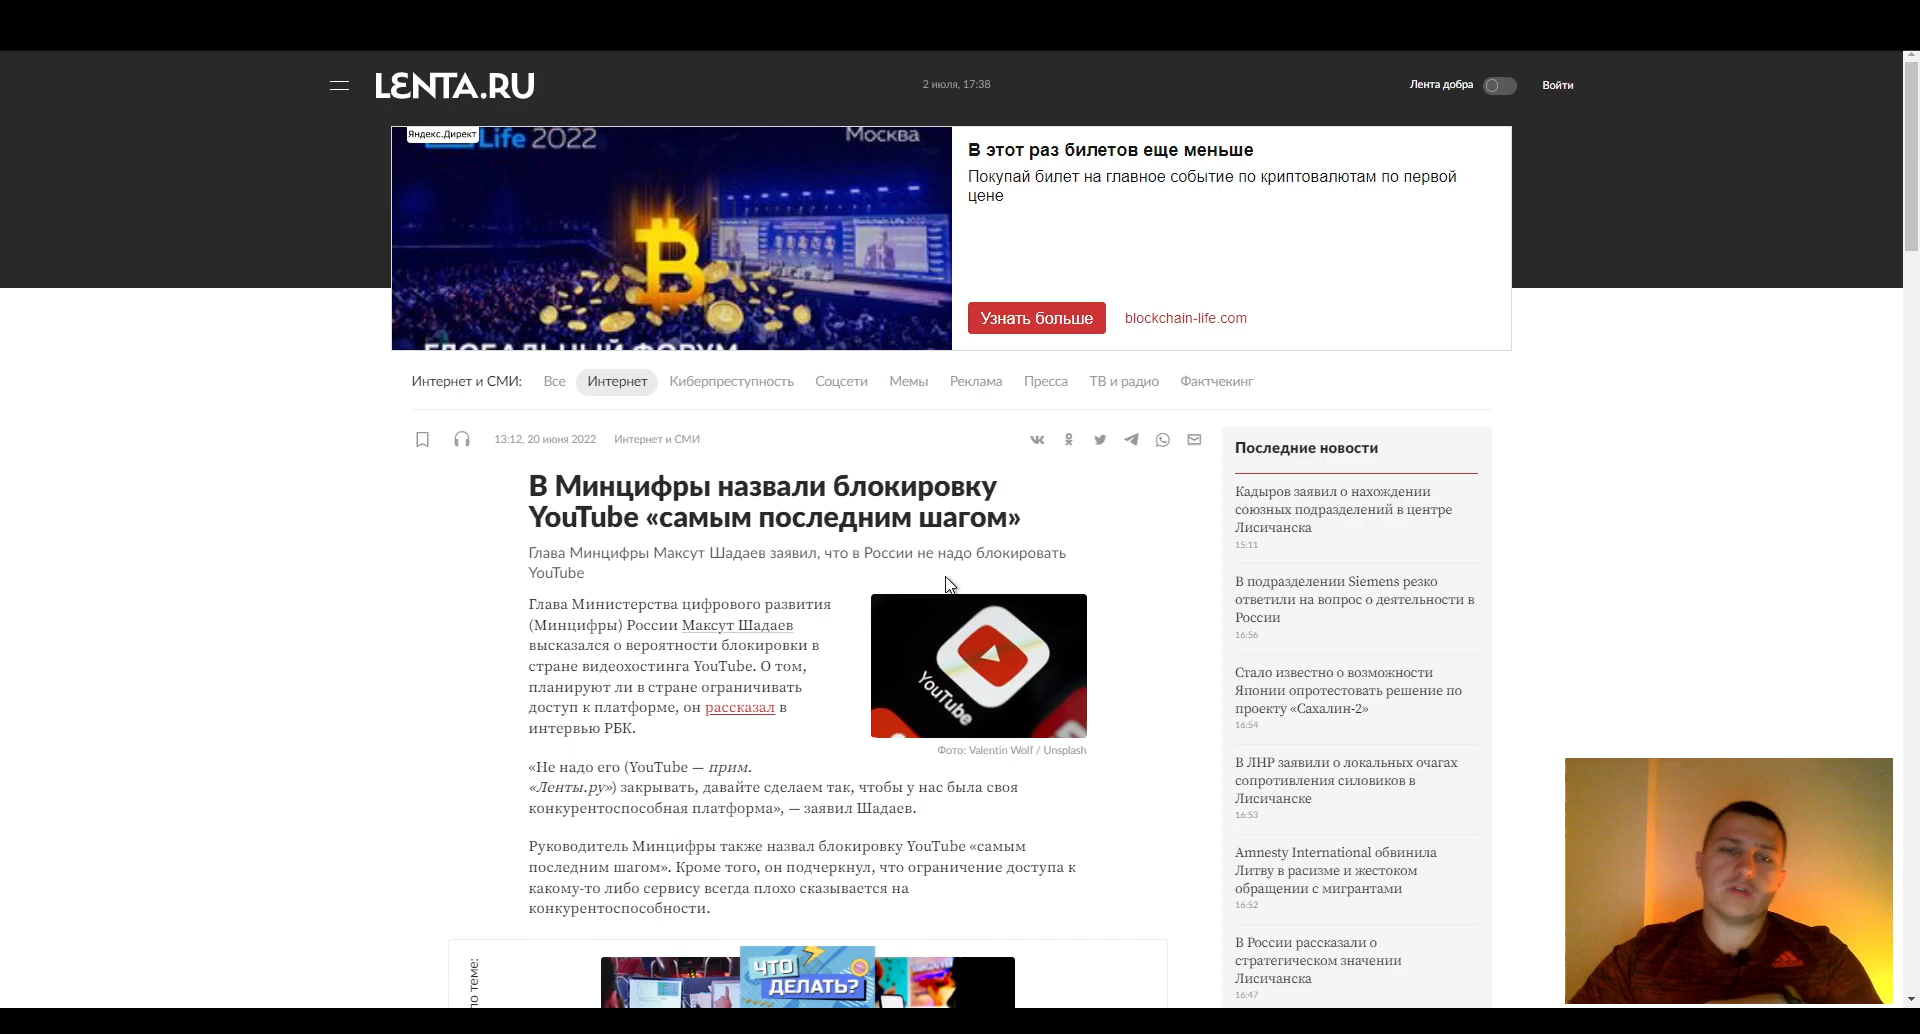 LENTA.RU
2 июля, 17:38
Лента добра
Войти
Яндекс.Директ
Life 2022
Москва
В этот раз билетов еще меньше
Покупай билет на главное событие по криптовалютам по первой
цене
Узнать больше
blockchain-life.com
Интернет и СМИ: Все Интернет Киберпреступность Соцсети Мемы Реклама Пресса ТВ и радио Фактчекинг
13:12, 20 июня 2022 Интернет и СМИ
В Минцифры назвали блокировку
YouTube «самым последним шагом»
Глава Минцифры Максут Шадаев заявил, что в России не надо блокировать
YouTube
Глава Министерства цифрового развития
(Минцифры) России Максут Шадаев
высказался о вероятности блокировки в
стране видеохостинга YouTube. О том,
планируют ли в стране ограничивать
доступ к платформе, он рассказал в
интервью РБК.
YouTube
Фото: Valentin Wolf / Unsplash
«Не надо его (YouTube — прим.
«Ленты.ру») закрывать, давайте сделаем так, чтобы у нас была своя
конкурентоспособная платформа», — заявил Шадаев.
Руководитель Минцифры также назвал блокировку YouTube «самым
последним шагом». Кроме того, он подчеркнул, что ограничение доступа к
какому-то либо сервису всегда плохо сказывается на
конкурентоспособности.
по теме:
ЧТО
ДЕЛАТЬ?
Последние новости
Кадыров заявил о нахождении
союзных подразделений в центре
Лисичанска
15:11
В подразделении Siemens резко
ответили на вопрос о деятельности в
России
16:56
Стало известно о возможности
Японии опротестовать решение по
проекту «Сахалин-2»
16:54
В ЛНР заявили о локальных очагах
сопротивления силовиков в
Лисичанске
16:53
Amnesty International обвинила
Литву в расизме и жестоком
обращении с мигрантами
16:52
В России рассказали о
стратегическом значении
Лисичанска
16:47